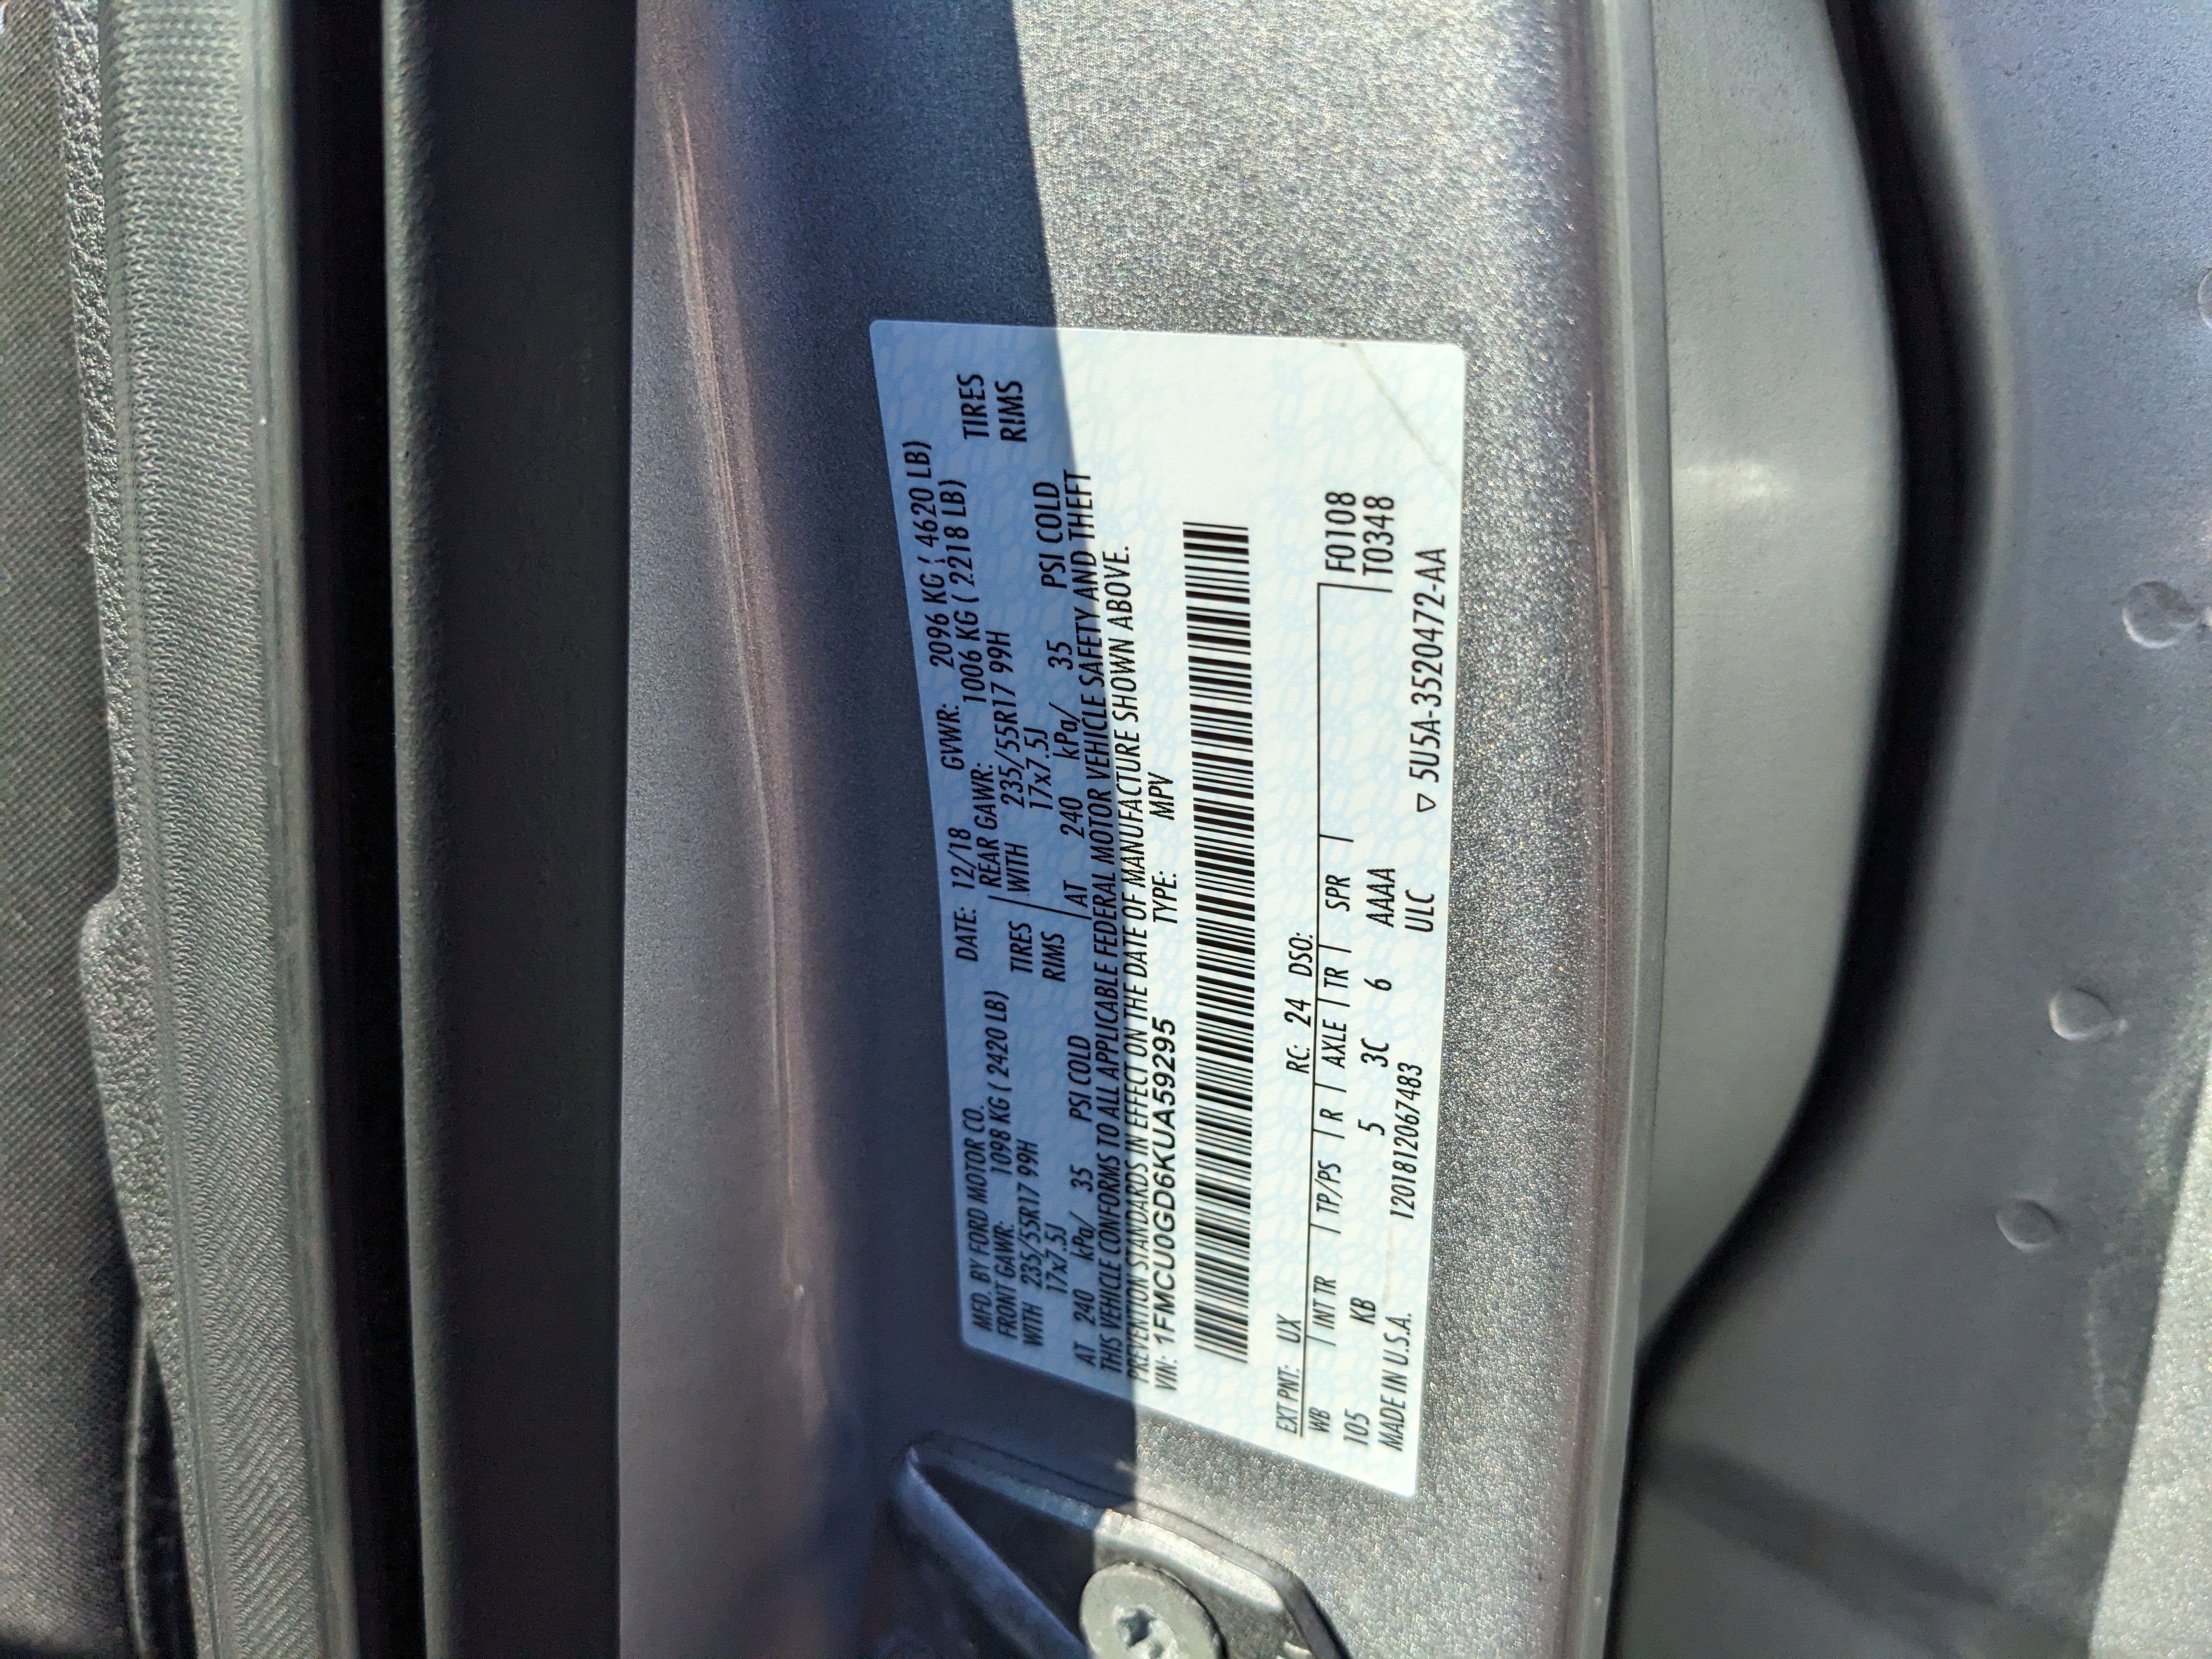 MFD. BY FORD MOTOR CO. DATE: 12/18 GVWR: 2096 KG ( 4620 LB)
FRONT GAWR: 1098 KG ( 2420 LB) REAR GAWR: 1006 KG ( 2218 LB)
WITH 235/55R17 99H TIRES WITH 235/55R17 99H TIRES
17x7.5J RIMS 17x7.5J RIMS
AT 240 kPa/ 35 PSI COLD AT 240 kPa/ 35 PSI COLD
THIS VEHICLE CONFORMS TO ALL APPLICABLE FEDERAL MOTOR VEHICLE SAFETY AND THEFT
PREVENTION STANDARDS IN EFFECT ON THE DATE OF MANUFACTURE SHOWN ABOVE.
VIN: 1FMCU0GD6KUA59295 TYPE: MPV
EXT PNT: UX RC: 24 DSO:
WB INT TR TP/PS R AXLE TR SPR F0108
105 KB 5 3C 6 AAAA T0348
MADE IN U.S.A. 1201812067483 ULC ▽ 5U5A-3520472-AA